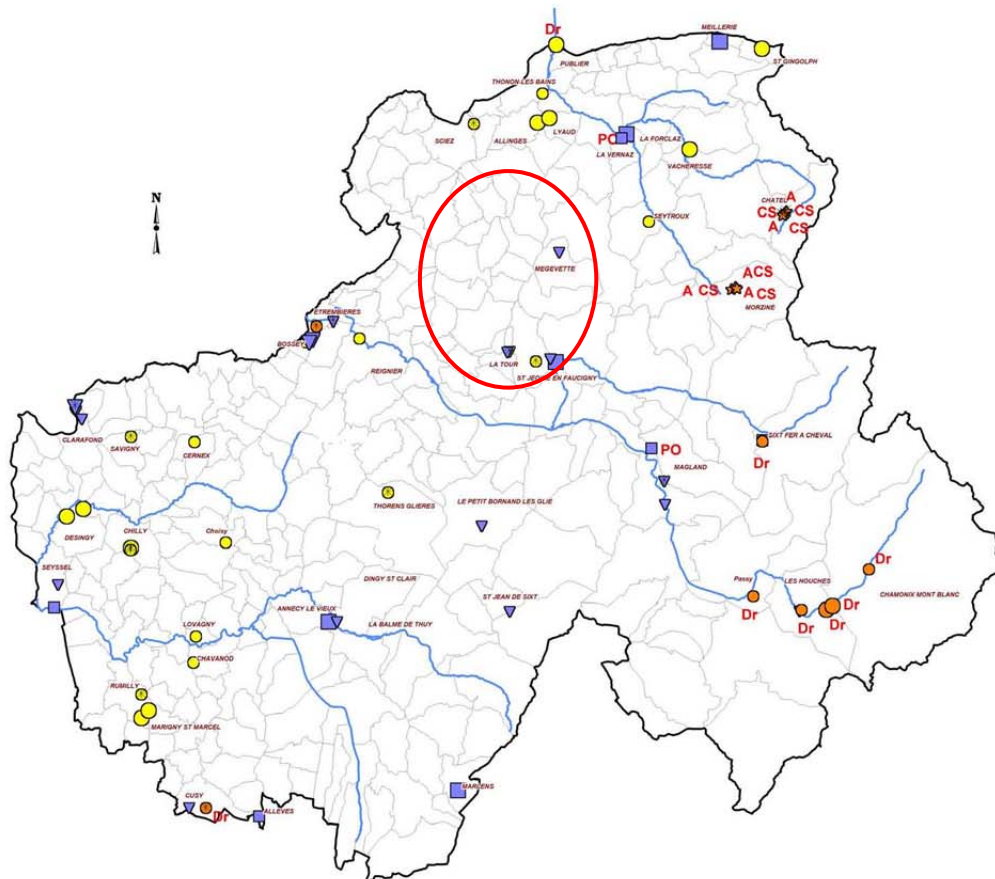 Dr
MEILLERIE
PUBLIER
ST GINGOLPH
THONON LES BAINS
SCIEZ
ALLINGES
LYAUD
PO
LA FORCLAZ
LA VERNAZ
VACHERESSE
CHATEL
A
CS
CS
A
CS
SEYTROUX
N
MEGEVETTE
A CS
A CS
A CS
MORZINE
ETREMBIERES
BOSSEY
REIGNIER
LA TOUR
ST JEOIRE EN FAUCIGNY
CLARAFOND
SAVIGNY
CERNEX
PO
SIXT FER A CHEVAL
Dr
MAGLAND
THORENS GLIERES
LE PETIT BORNAND LES GLIE
DESINGY
CHILLY
Choisy
SEYSSEL
DINGY ST CLAIR
Passy
LES HOUCHES
Dr
CHAMONIX MONT BLANC
Dr
Dr
Dr
Dr
ANNECY LE VIEUX
LA BALME DE THUY
ST JEAN DE SIXT
LOVAGNY
CHAVANOD
RUMILLY
MARIGNY ST MARCEL
MARLENS
CUSY
Dr
ALLEVES